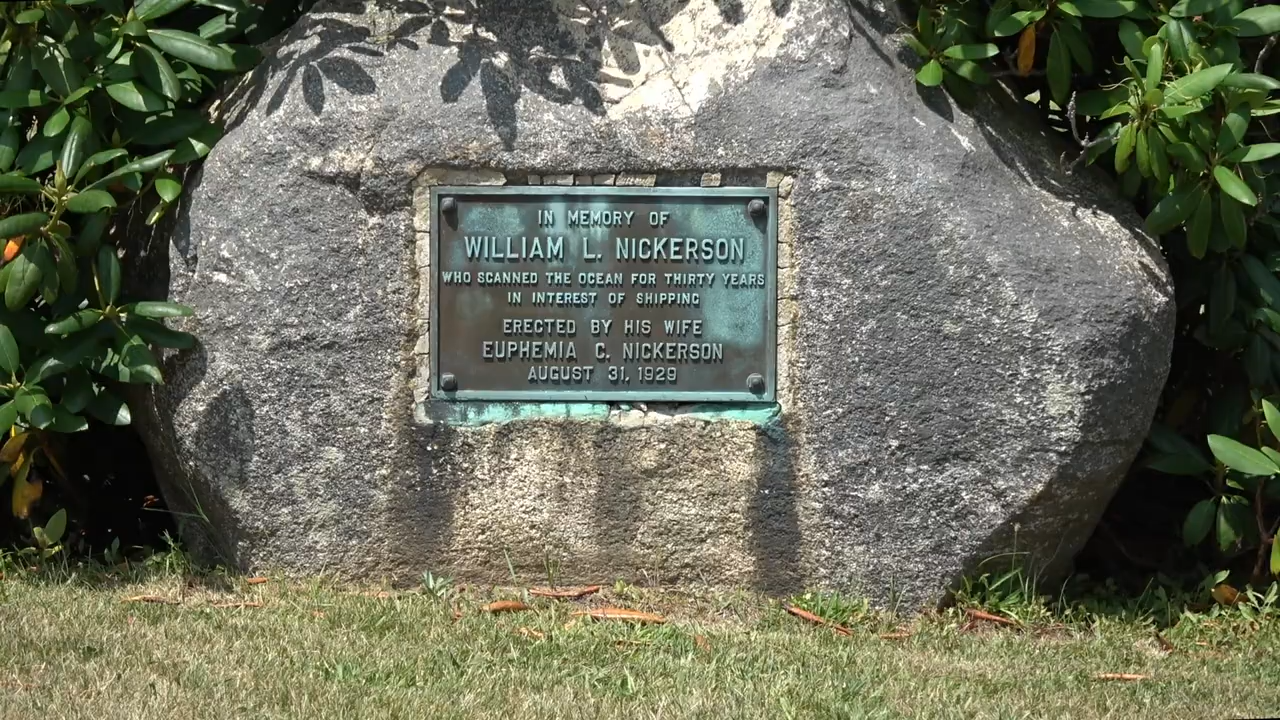 IN MEMORY OF
WILLIAM L. NICKERSON
WHO SCANNED THE OCEAN FOR THIRTY YEARS
IN INTEREST OF SHIPPING
ERECTED BY HIS WIFE
EUPHEMIA C. NICKERSON
AUGUST 31, 1929